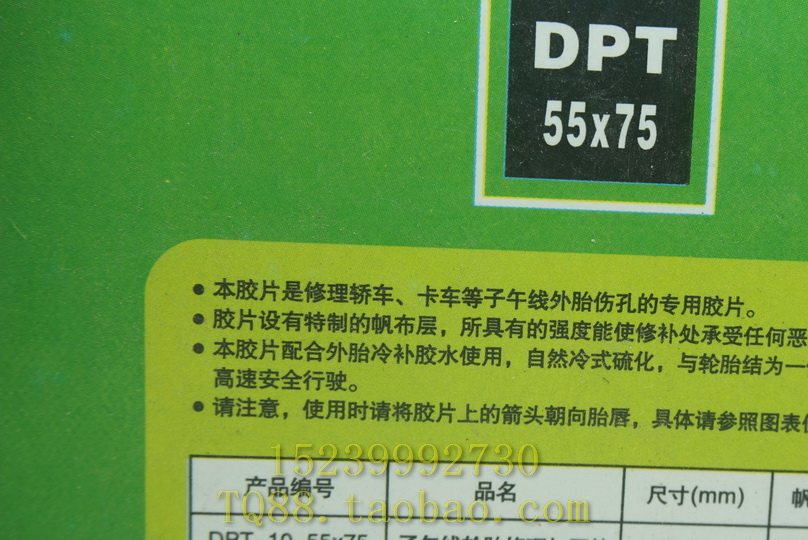 DPT
55x75
• 本胶片是修理轿车、卡车等子午线外胎伤孔的专用胶片。
• 胶片设有特制的帆布层，所具有的强度能使修补处承受任何恶
• 本胶片配合外胎冷补胶水使用，自然冷式硫化，与轮胎结为一
高速安全行驶。
• 请注意，使用时请将胶片上的箭头朝向胎唇，具体请参照图表
15239992730
产品编号 品名 尺寸(mm) 帆
TQ88.taobao.com
DPT-10 55x75